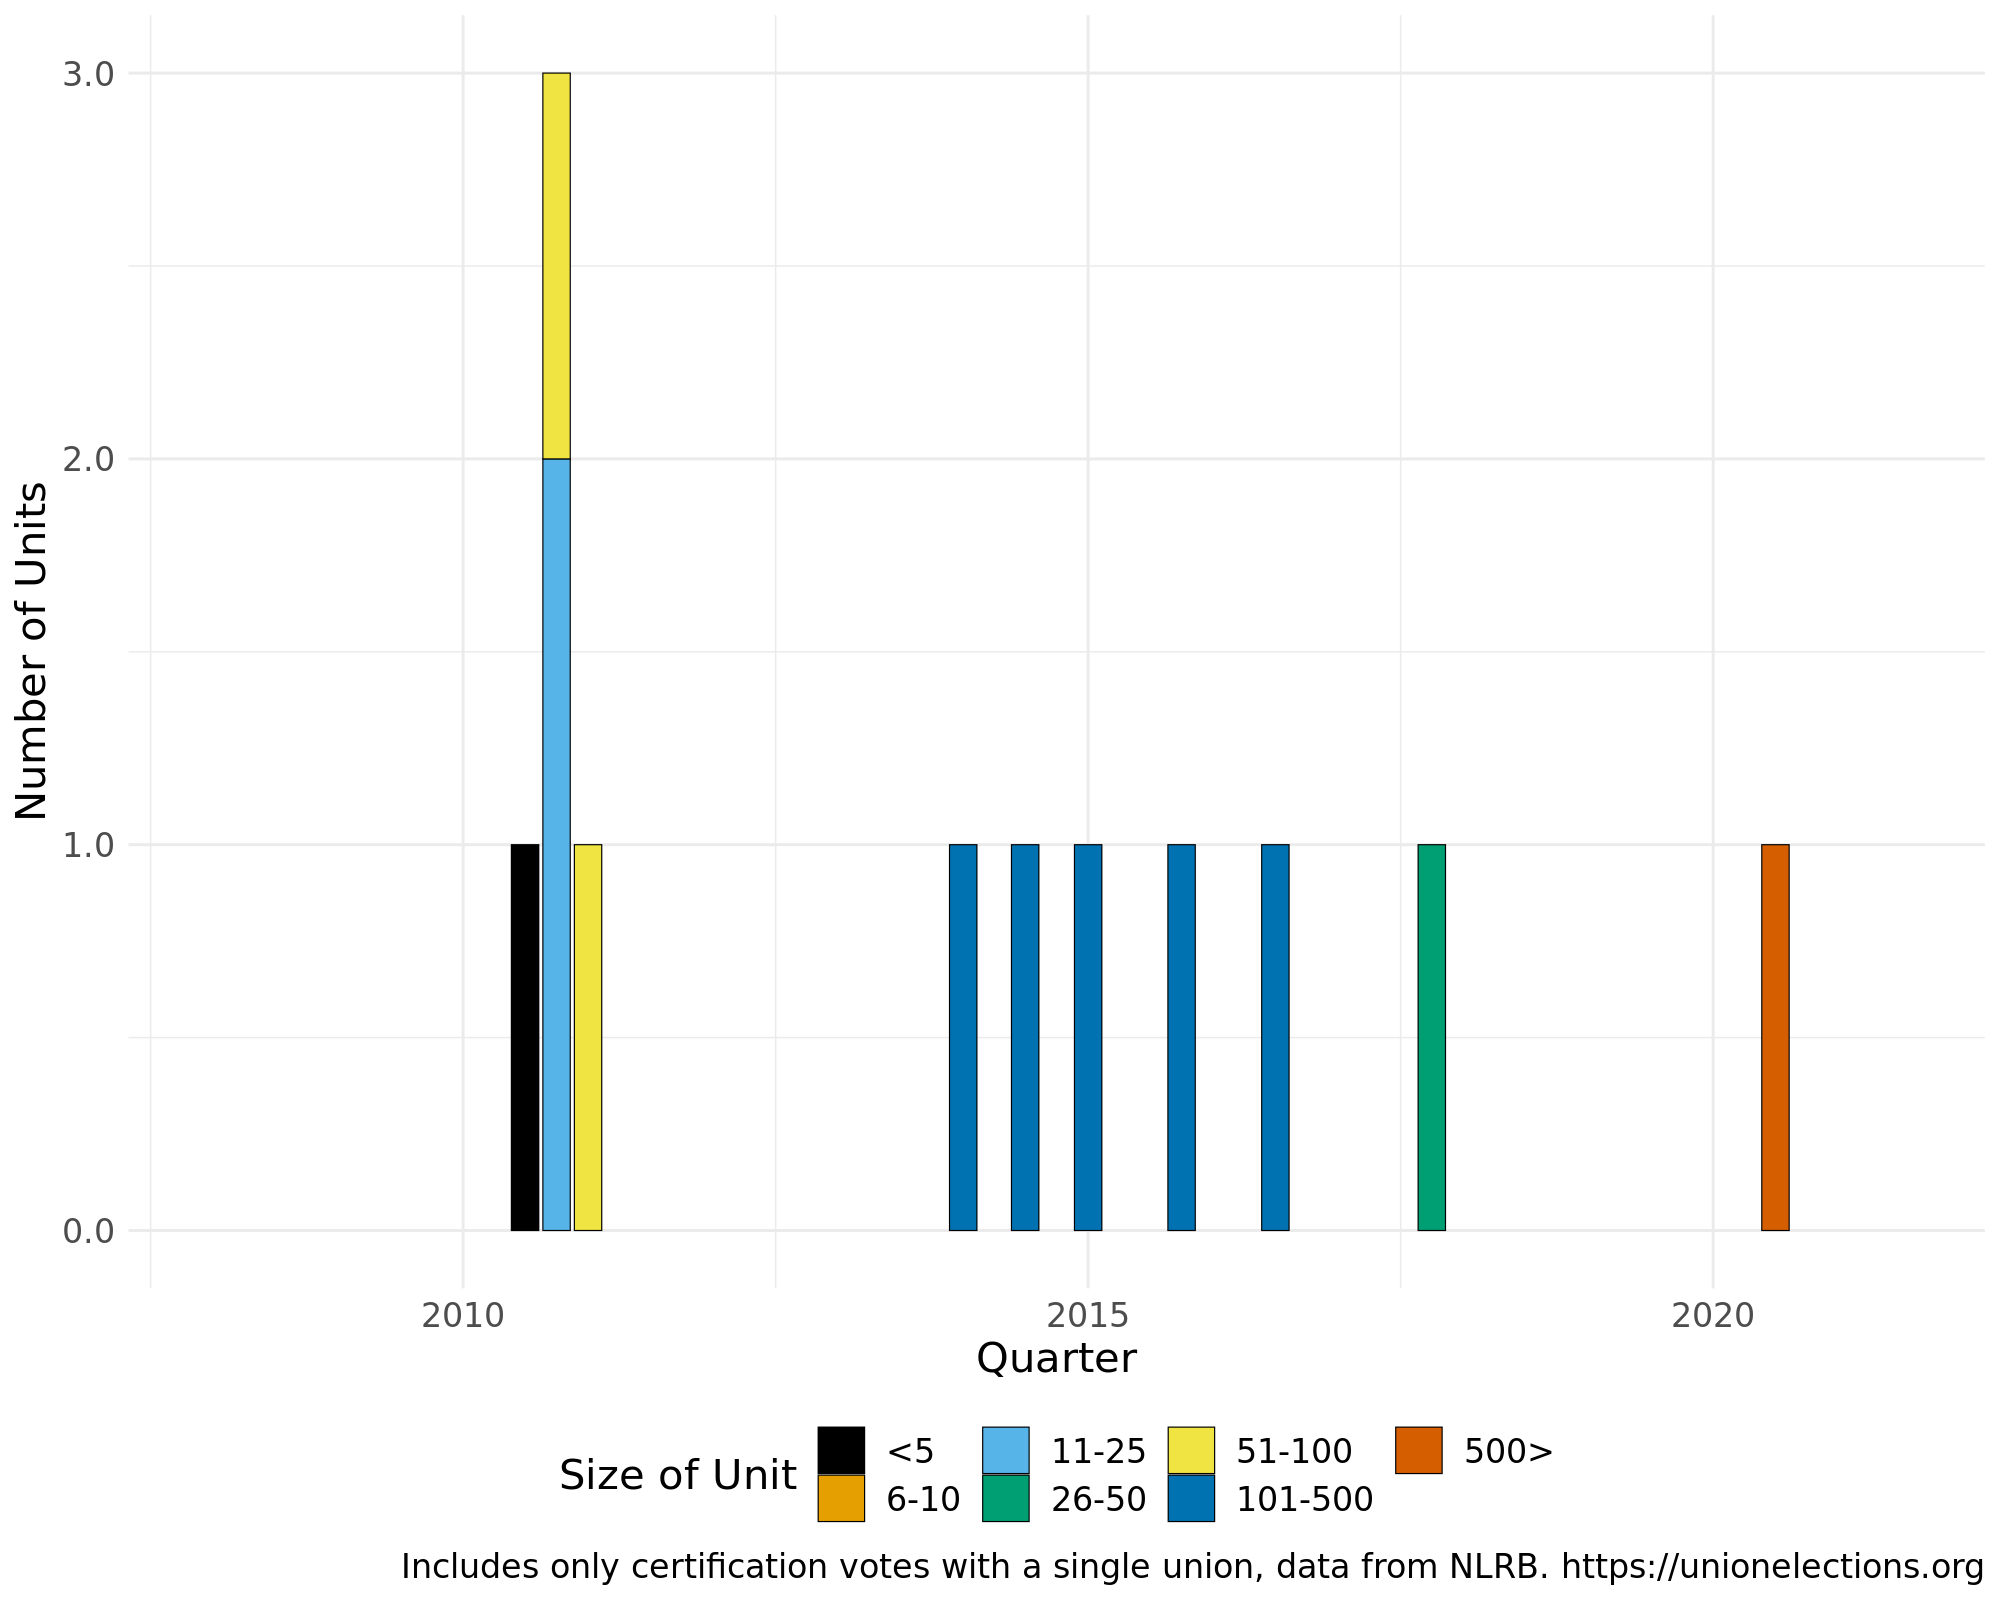 3.0
2.0
1.0
0.0
Number of Units
2010 2015 2020
Quarter
Size of Unit
<5 11-25 51-100 500>
6-10 26-50 101-500
Includes only certification votes with a single union, data from NLRB. https://unionelections.org